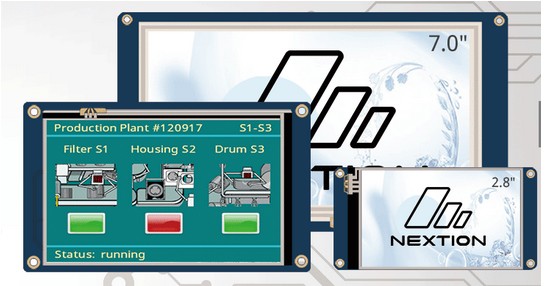 7.0"
Production Plant #120917 S1-S3
Filter S1 Housing S2 Drum S3
Status: running
2.8"
NEXTION